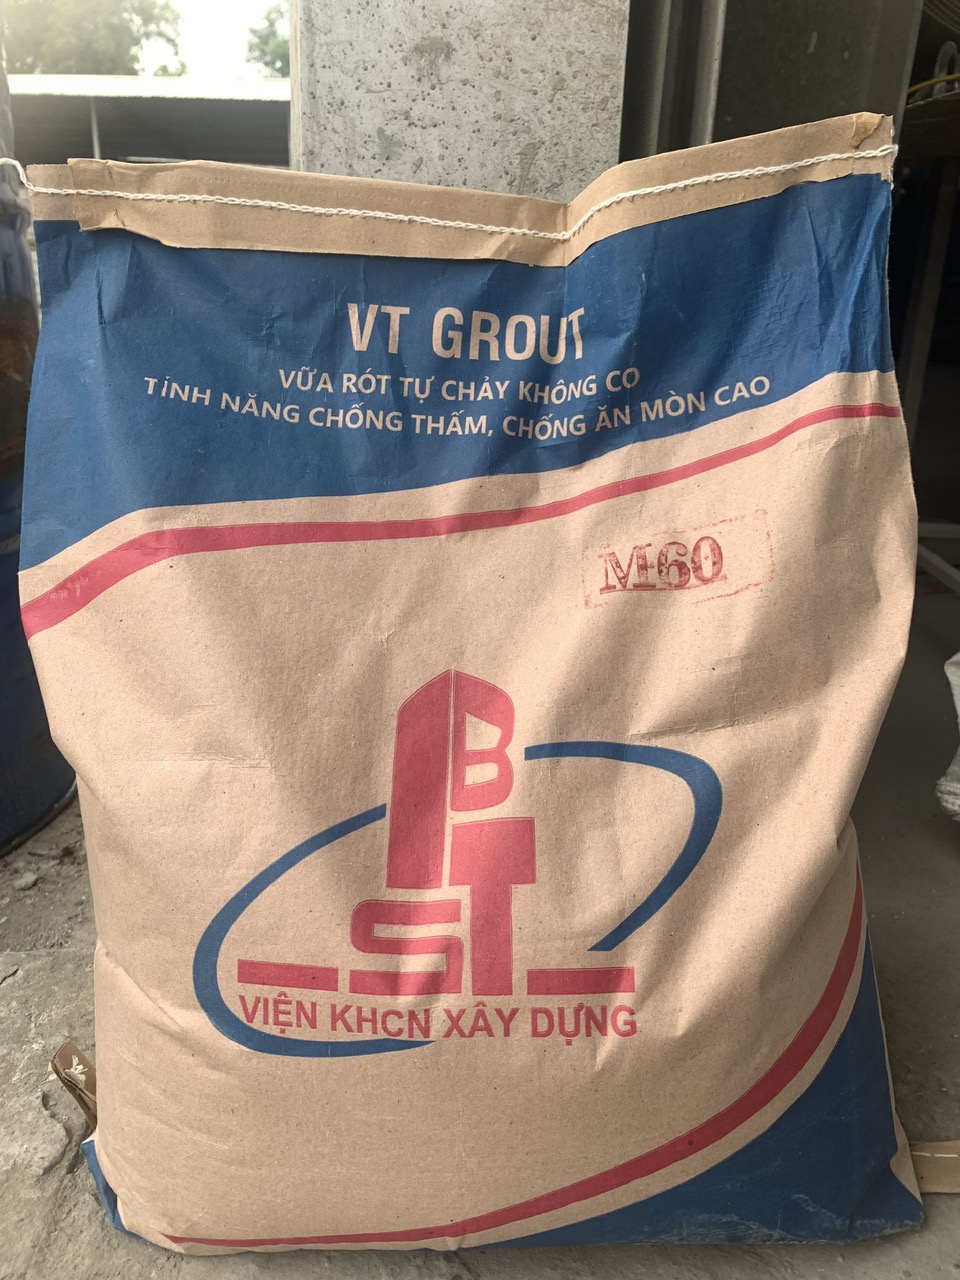 VT GROUT
VỮA RÓT TỰ CHẢY KHÔNG CO
TÍNH NĂNG CHỐNG THẤM, CHỐNG ĂN MÒN CAO
M60
IBST
VIỆN KHCN XÂY DỰNG